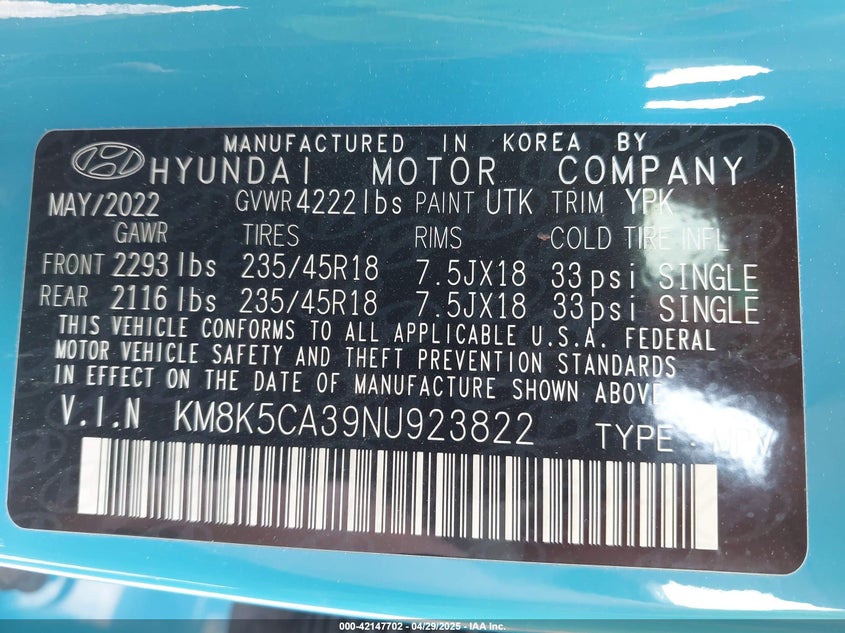 MANUFACTURED IN KOREA BY
HYUNDAI MOTOR COMPANY
MAY/2022 GVWR 4222 lbs PAINT UTK TRIM YPK
GAWR TIRES RIMS COLD TIRE INFL
FRONT 2293 lbs 235/45R18 7.5JX18 33psi SINGLE
REAR 2116 lbs 235/45R18 7.5JX18 33psi SINGLE
THIS VEHICLE CONFORMS TO ALL APPLICABLE U.S.A. FEDERAL
MOTOR VEHICLE SAFETY AND THEFT PREVENTION STANDARDS
IN EFFECT ON THE DATE OF MANUFACTURE SHOWN ABOVE.
V.I.N KM8K5CA39NU923822 TYPE : MPV
000-42147702 - 04/29/2025 - IAA Inc.